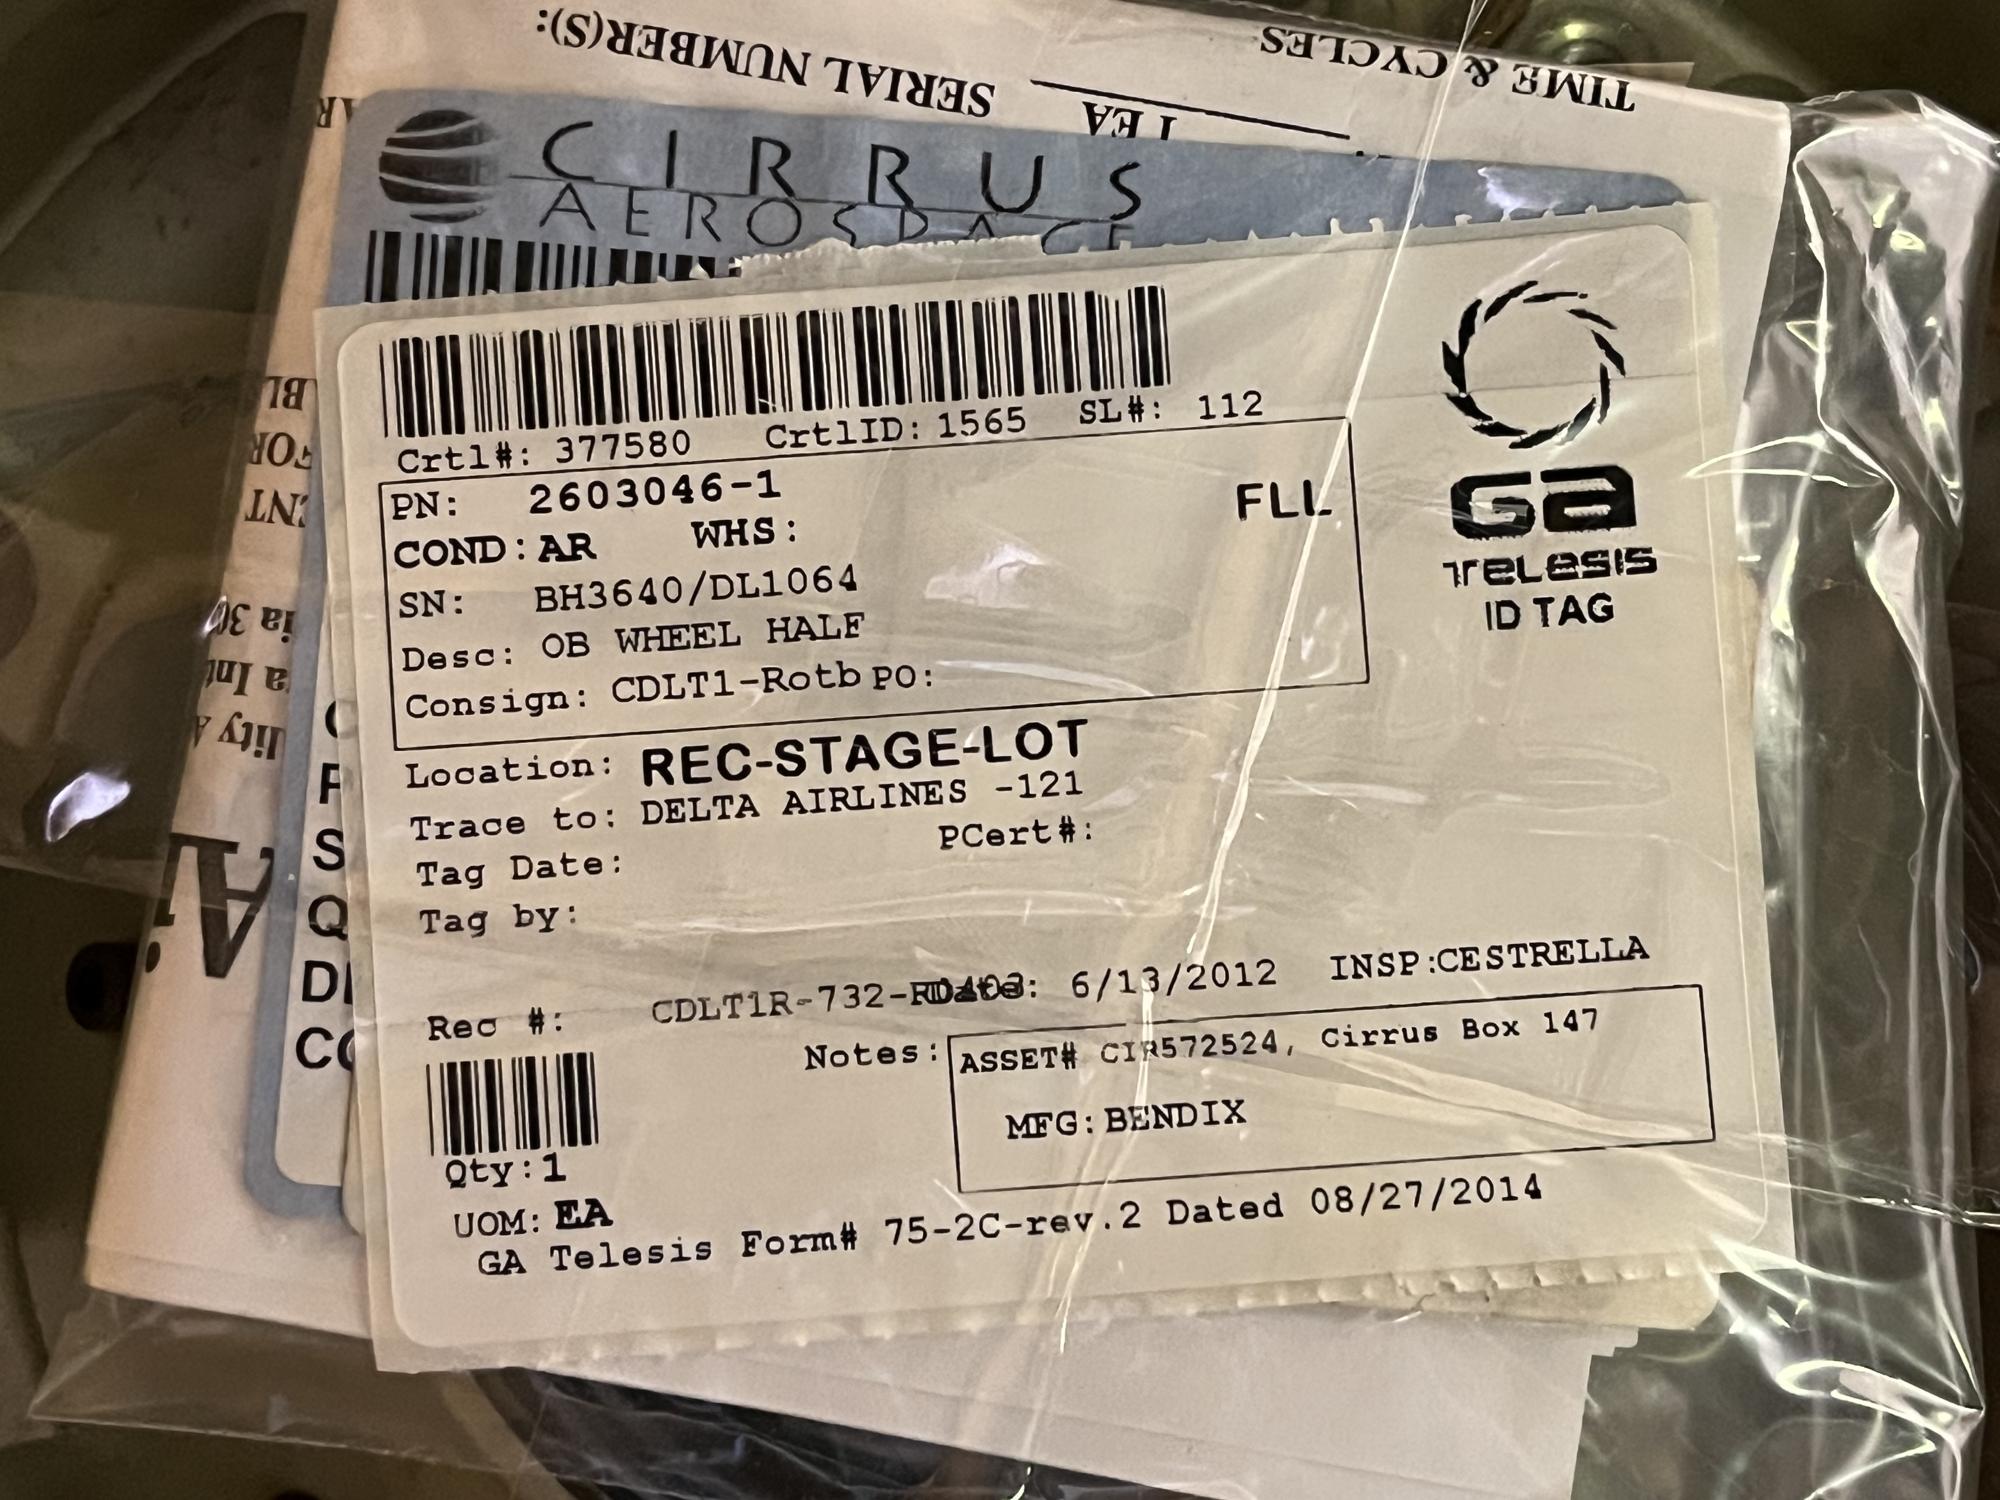 TIME & CYCLES
SERIAL NUMBER(S):
1 EA
CIRRUS
AEROSPACE
Crtl#: 377580 CrtlID: 1565 SL#: 112
PN: 2603046-1 FLL
COND: AR WHS:
SN: BH3640/DL1064
Desc: OB WHEEL HALF
Consign: CDLT1-Rotb PO:
GA
TELESIS
ID TAG
Location: REC-STAGE-LOT
Trace to: DELTA AIRLINES -121
Tag Date: PCert#:
Tag by:
Rec #: CDLT1R-732- 6/13/2012 INSP:CESTRELLA
Notes: ASSET# CIR572524, Cirrus Box 147
MFG: BENDIX
Qty:1
UOM: EA
GA Telesis Form# 75-2C-rev.2 Dated 08/27/2014